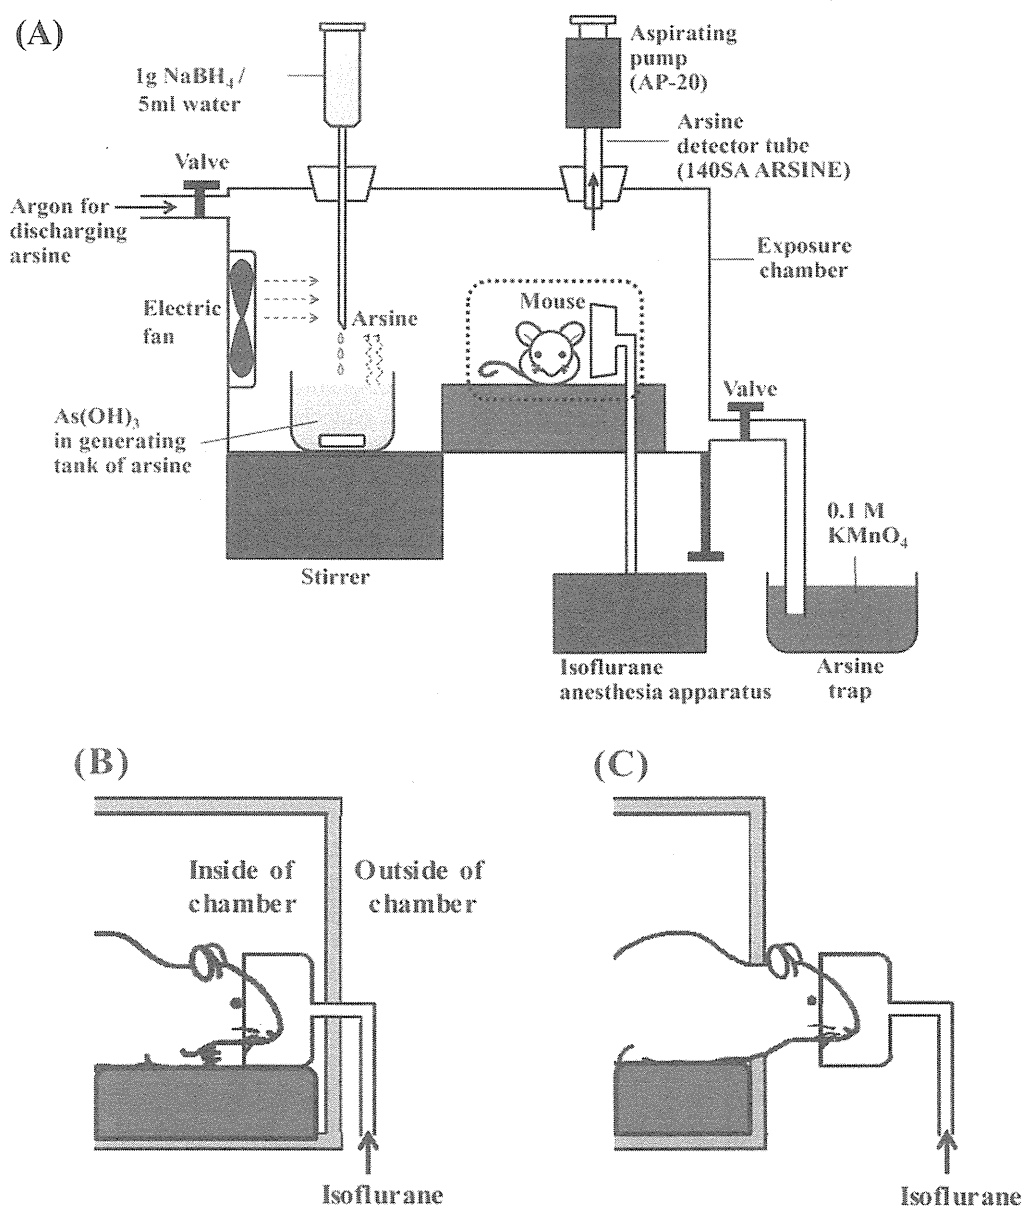 (A)
1g NaBH4 /
5ml water
Aspirating
pump
(AP-20)
Arsine
detector tube
(140SA ARSINE)
Valve
Argon for
discharging
arsine
Exposure
chamber
Electric
fan
Arsine
Mouse
Valve
As(OH)3
in generating
tank of arsine
0.1 M
KMnO4
Stirrer
Isoflurane
anesthesia apparatus
Arsine
trap
(B)
Inside of
chamber
Outside of
chamber
Isoflurane
(C)
Isoflurane